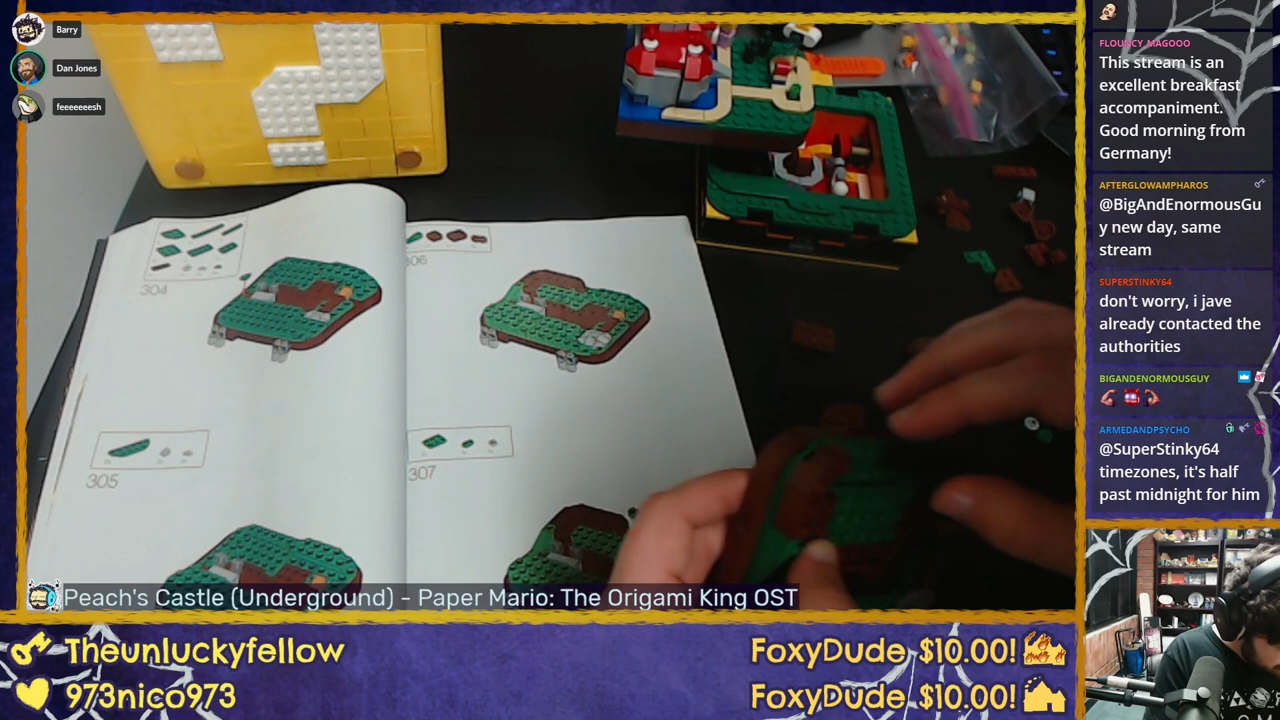 Barry
Dan Jones
feeeeeeesh
304
305
306
307
Peach's Castle (Underground) - Paper Mario: The Origami King OST
Theunluckyfellow
973nico973
FoxyDude $10.00!
FoxyDude $10.00!
FLOUNCY_MAGOOO
This stream is an
excellent breakfast
accompaniment.
Good morning from
Germany!
AFTERGLOWAMPHAROS
@BigAndEnormousGu
y new day, same
stream
SUPERSTINKY64
don't worry, i jave
already contacted the
authorities
BIGANDENORMOUSGUY
ARMEDANDPSYCHO
@SuperStinky64
timezones, it's half
past midnight for him